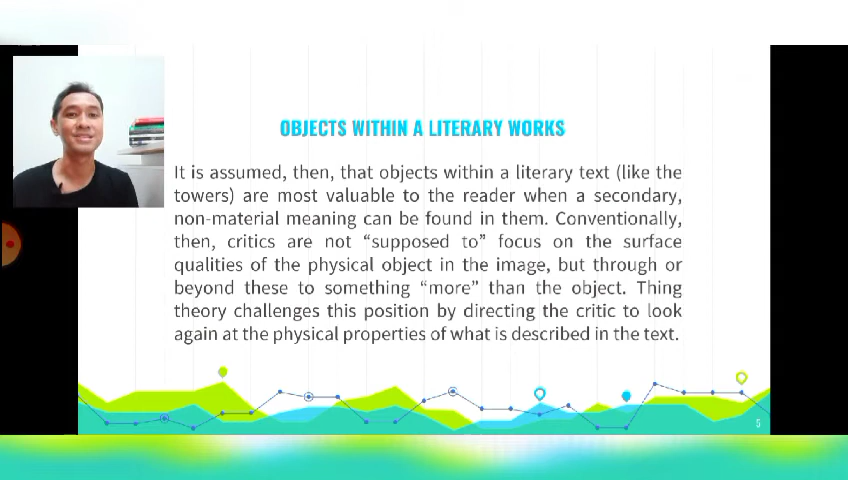 OBJECTS WITHIN A LITERARY WORKS
It is assumed, then, that objects within a literary text (like the
towers) are most valuable to the reader when a secondary,
non-material meaning can be found in them. Conventionally,
then, critics are not “supposed to” focus on the surface
qualities of the physical object in the image, but through or
beyond these to something “more” than the object. Thing
theory challenges this position by directing the critic to look
again at the physical properties of what is described in the text.
5